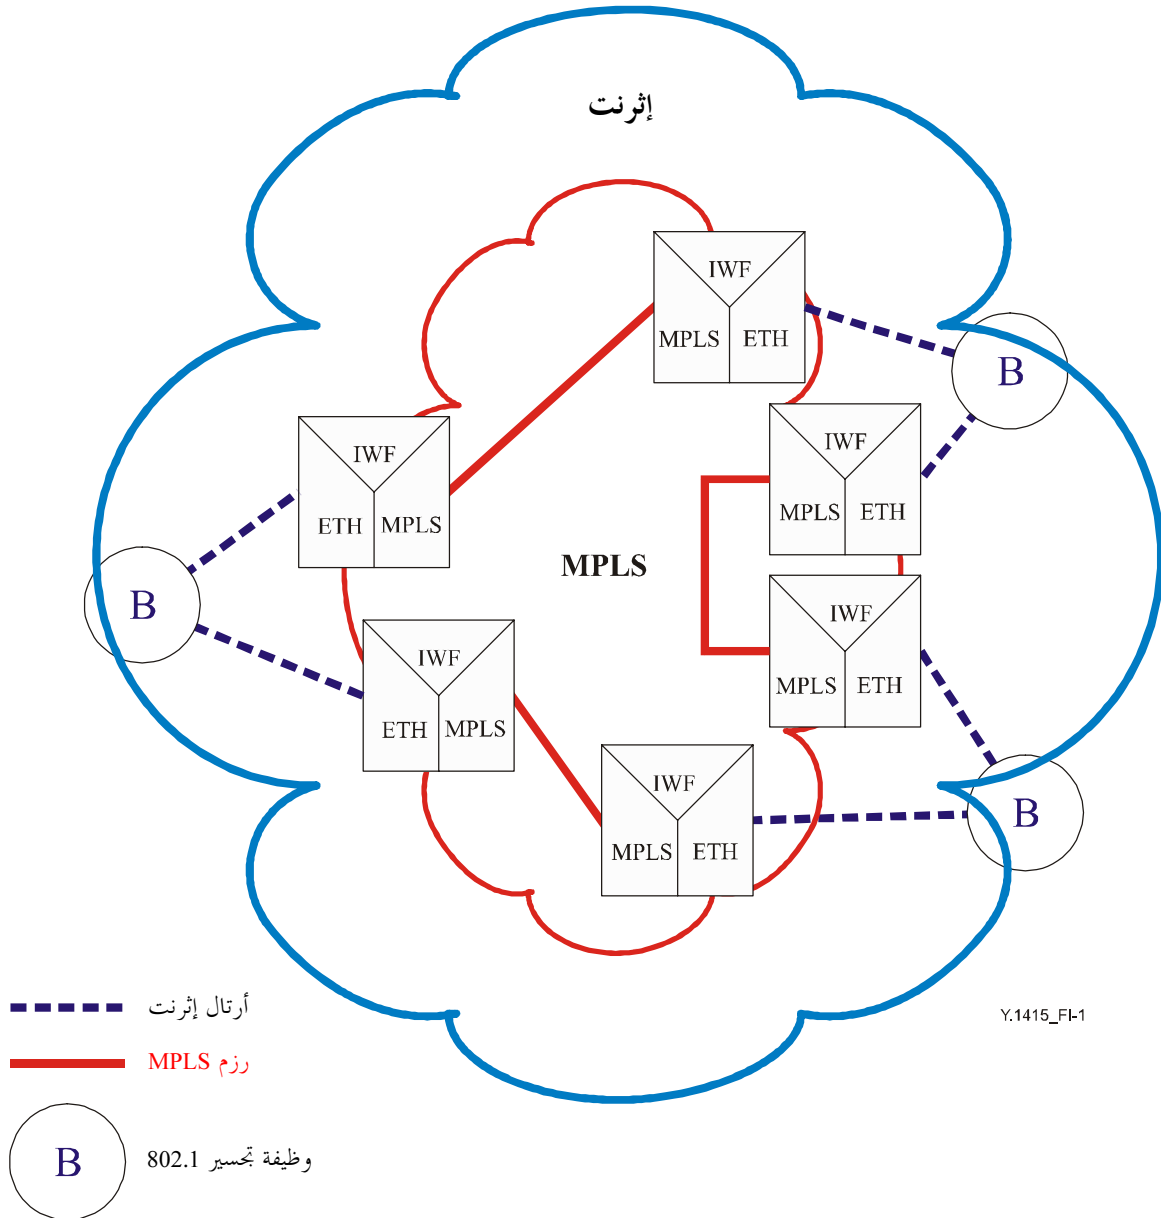 إثرنت
IWF
MPLS ETH
B
IWF
MPLS ETH
IWF
ETH MPLS
MPLS
IWF
MPLS ETH
B
IWF
ETH MPLS
IWF
MPLS ETH
B
أرتال إثرنت
Y.1415_FI-1
رزم MPLS
B
وظيفة تجسير 802.1